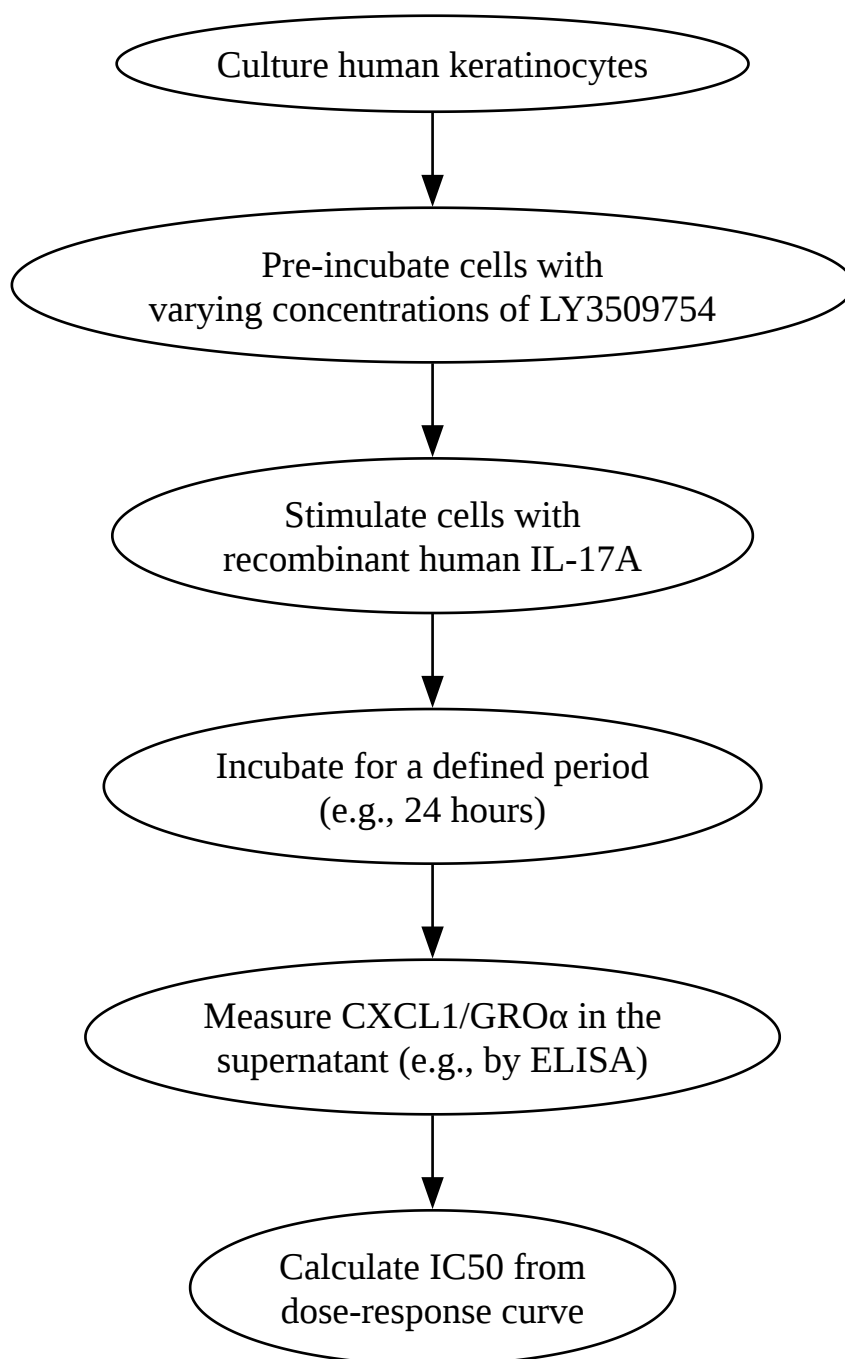 Culture human keratinocytes
Pre-incubate cells with
varying concentrations of LY3509754
Stimulate cells with
recombinant human IL-17A
Incubate for a defined period
(e.g., 24 hours)
Measure CXCL1/GROα in the
supernatant (e.g., by ELISA)
Calculate IC50 from
dose-response curve